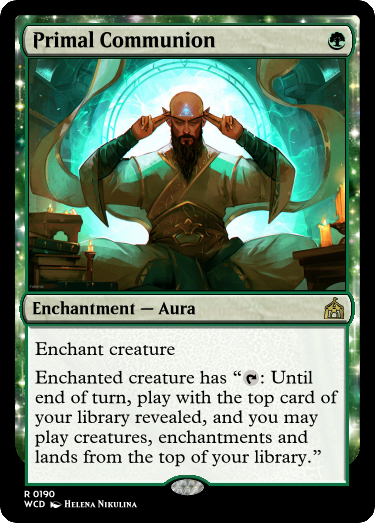 Primal Communion
Enchantment — Aura
Enchant creature
Enchanted creature has “: Until
end of turn, play with the top card of
your library revealed, and you may
play creatures, enchantments and
lands from the top of your library.”
R 0190
WCD Helena Nikulina